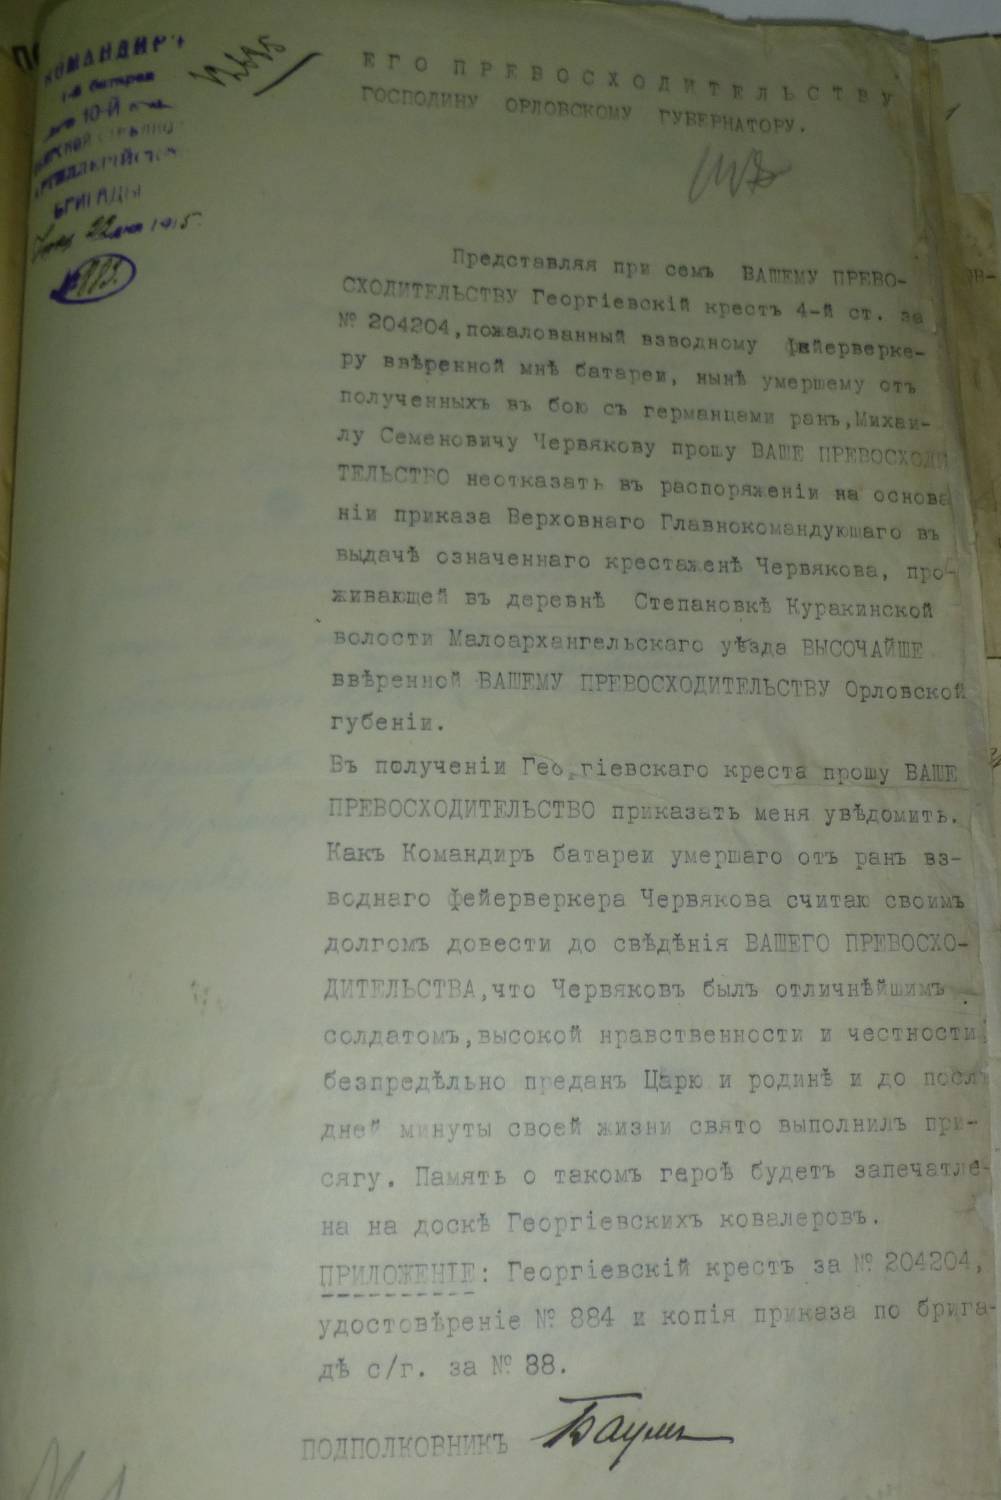 КОМАНДИРЪ
1-й батареи
10-й
БРИГАДЫ
22 1915
№ 883.
ЕГО ПРЕВОСХОДИТЕЛЬСТВУ
ГОСПОДИНУ ОРЛОВСКОМУ ГУБЕРНАТОРУ.
Представляя при семъ ВАШЕМУ ПРЕВО-
СХОДИТЕЛЬСТВУ Георгіевскій крестъ 4-й ст. за
№ 204204,пожалованный взводному фейерверке-
ру ввѣренной мнѣ батареи, нынѣ умершему отъ
полученныхъ въ бою съ германцами ранъ,Михаи-
лу Семеновичу Червякову прошу ВАШЕ ПРЕВОСХОДИ
ТЕЛЬСТВО неотказать въ распоряженіи на основа
ніи приказа Верховнаго Главнокомандующаго въ
выдачѣ означеннаго крестаженѣ Червякова, про-
живающей въ деревнѣ Степановкѣ Куракинской
волости Малоархангельскаго уѣзда ВЫСОЧАЙШЕ
ввѣренной ВАШЕМУ ПРЕВОСХОДИТЕЛЬСТВУ Орловской
губеніи.
Въ полученіи Георгіевскаго креста прошу ВАШЕ
ПРЕВОСХОДИТЕЛЬСТВО приказать меня увѣдомить.
Какъ Командиръ батареи умершаго отъ ранъ вз-
воднаго фейерверкера Червякова считаю своимъ
долгомъ довести до свѣдѣнія ВАШЕГО ПРЕВОСХО-
ДИТЕЛЬСТВА,что Червяковъ былъ отличнѣйшимъ
солдатомъ,высокой нравственности и честности,
безпредѣльно преданъ Царю и родинѣ и до послѣ
дней минуты своей жизни свято выполнилъ при-
сягу. Память о такомъ героѣ будетъ запечатле-
на на доскѣ Георгіевскихъ ковалеровъ.
ПРИЛОЖЕНІЕ: Георгіевскій крестъ за № 204204,
удостовѣреніе № 884 и копія приказа по брига-
дѣ с/г. за № 38.
ПОДПОЛКОВНИКЪ Баумъ